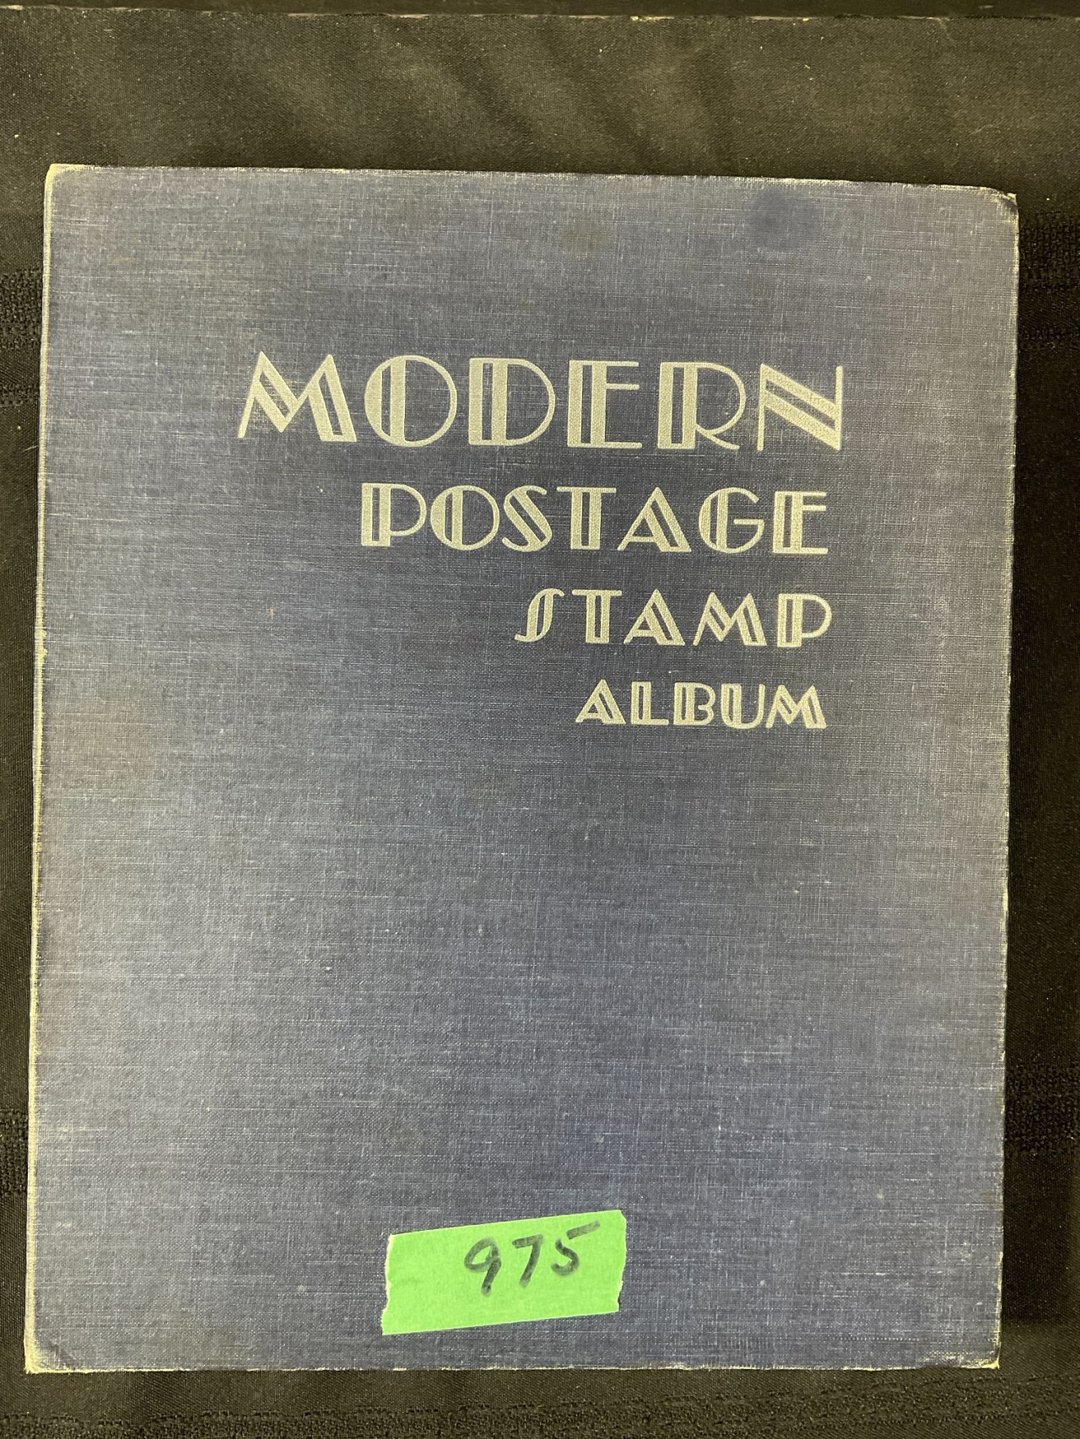 MODERN
POSTAGE
STAMP
ALBUM
975